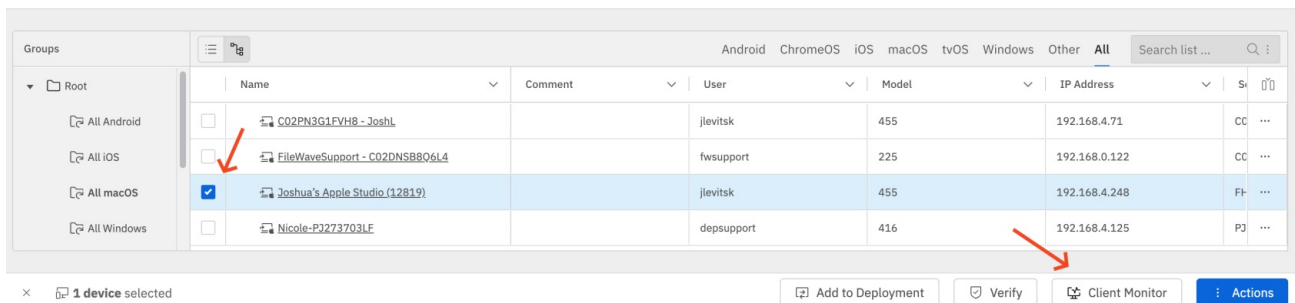 Groups
Android ChromeOS iOS macOS tvOS Windows Other All Search list ...
Root
Name Comment User Model IP Address
All Android
C02PN3G1FVH8 - JoshL jlevitsk 455 192.168.4.71 ...
All iOS
FileWaveSupport - C02DNSB8Q6L4 fwsupport 225 192.168.0.122 ...
All macOS
Joshua's Apple Studio (12819) jlevitsk 455 192.168.4.248 FH ...
All Windows
Nicole-PJ273703LF depsupport 416 192.168.4.125 PJ ...
1 device selected Add to Deployment Verify Client Monitor Actions